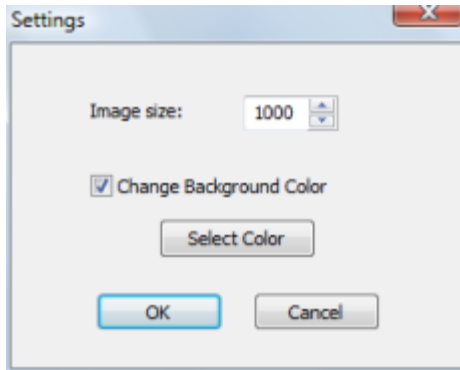 Settings
Image size: 1000
Change Background Color
Select Color
OK Cancel